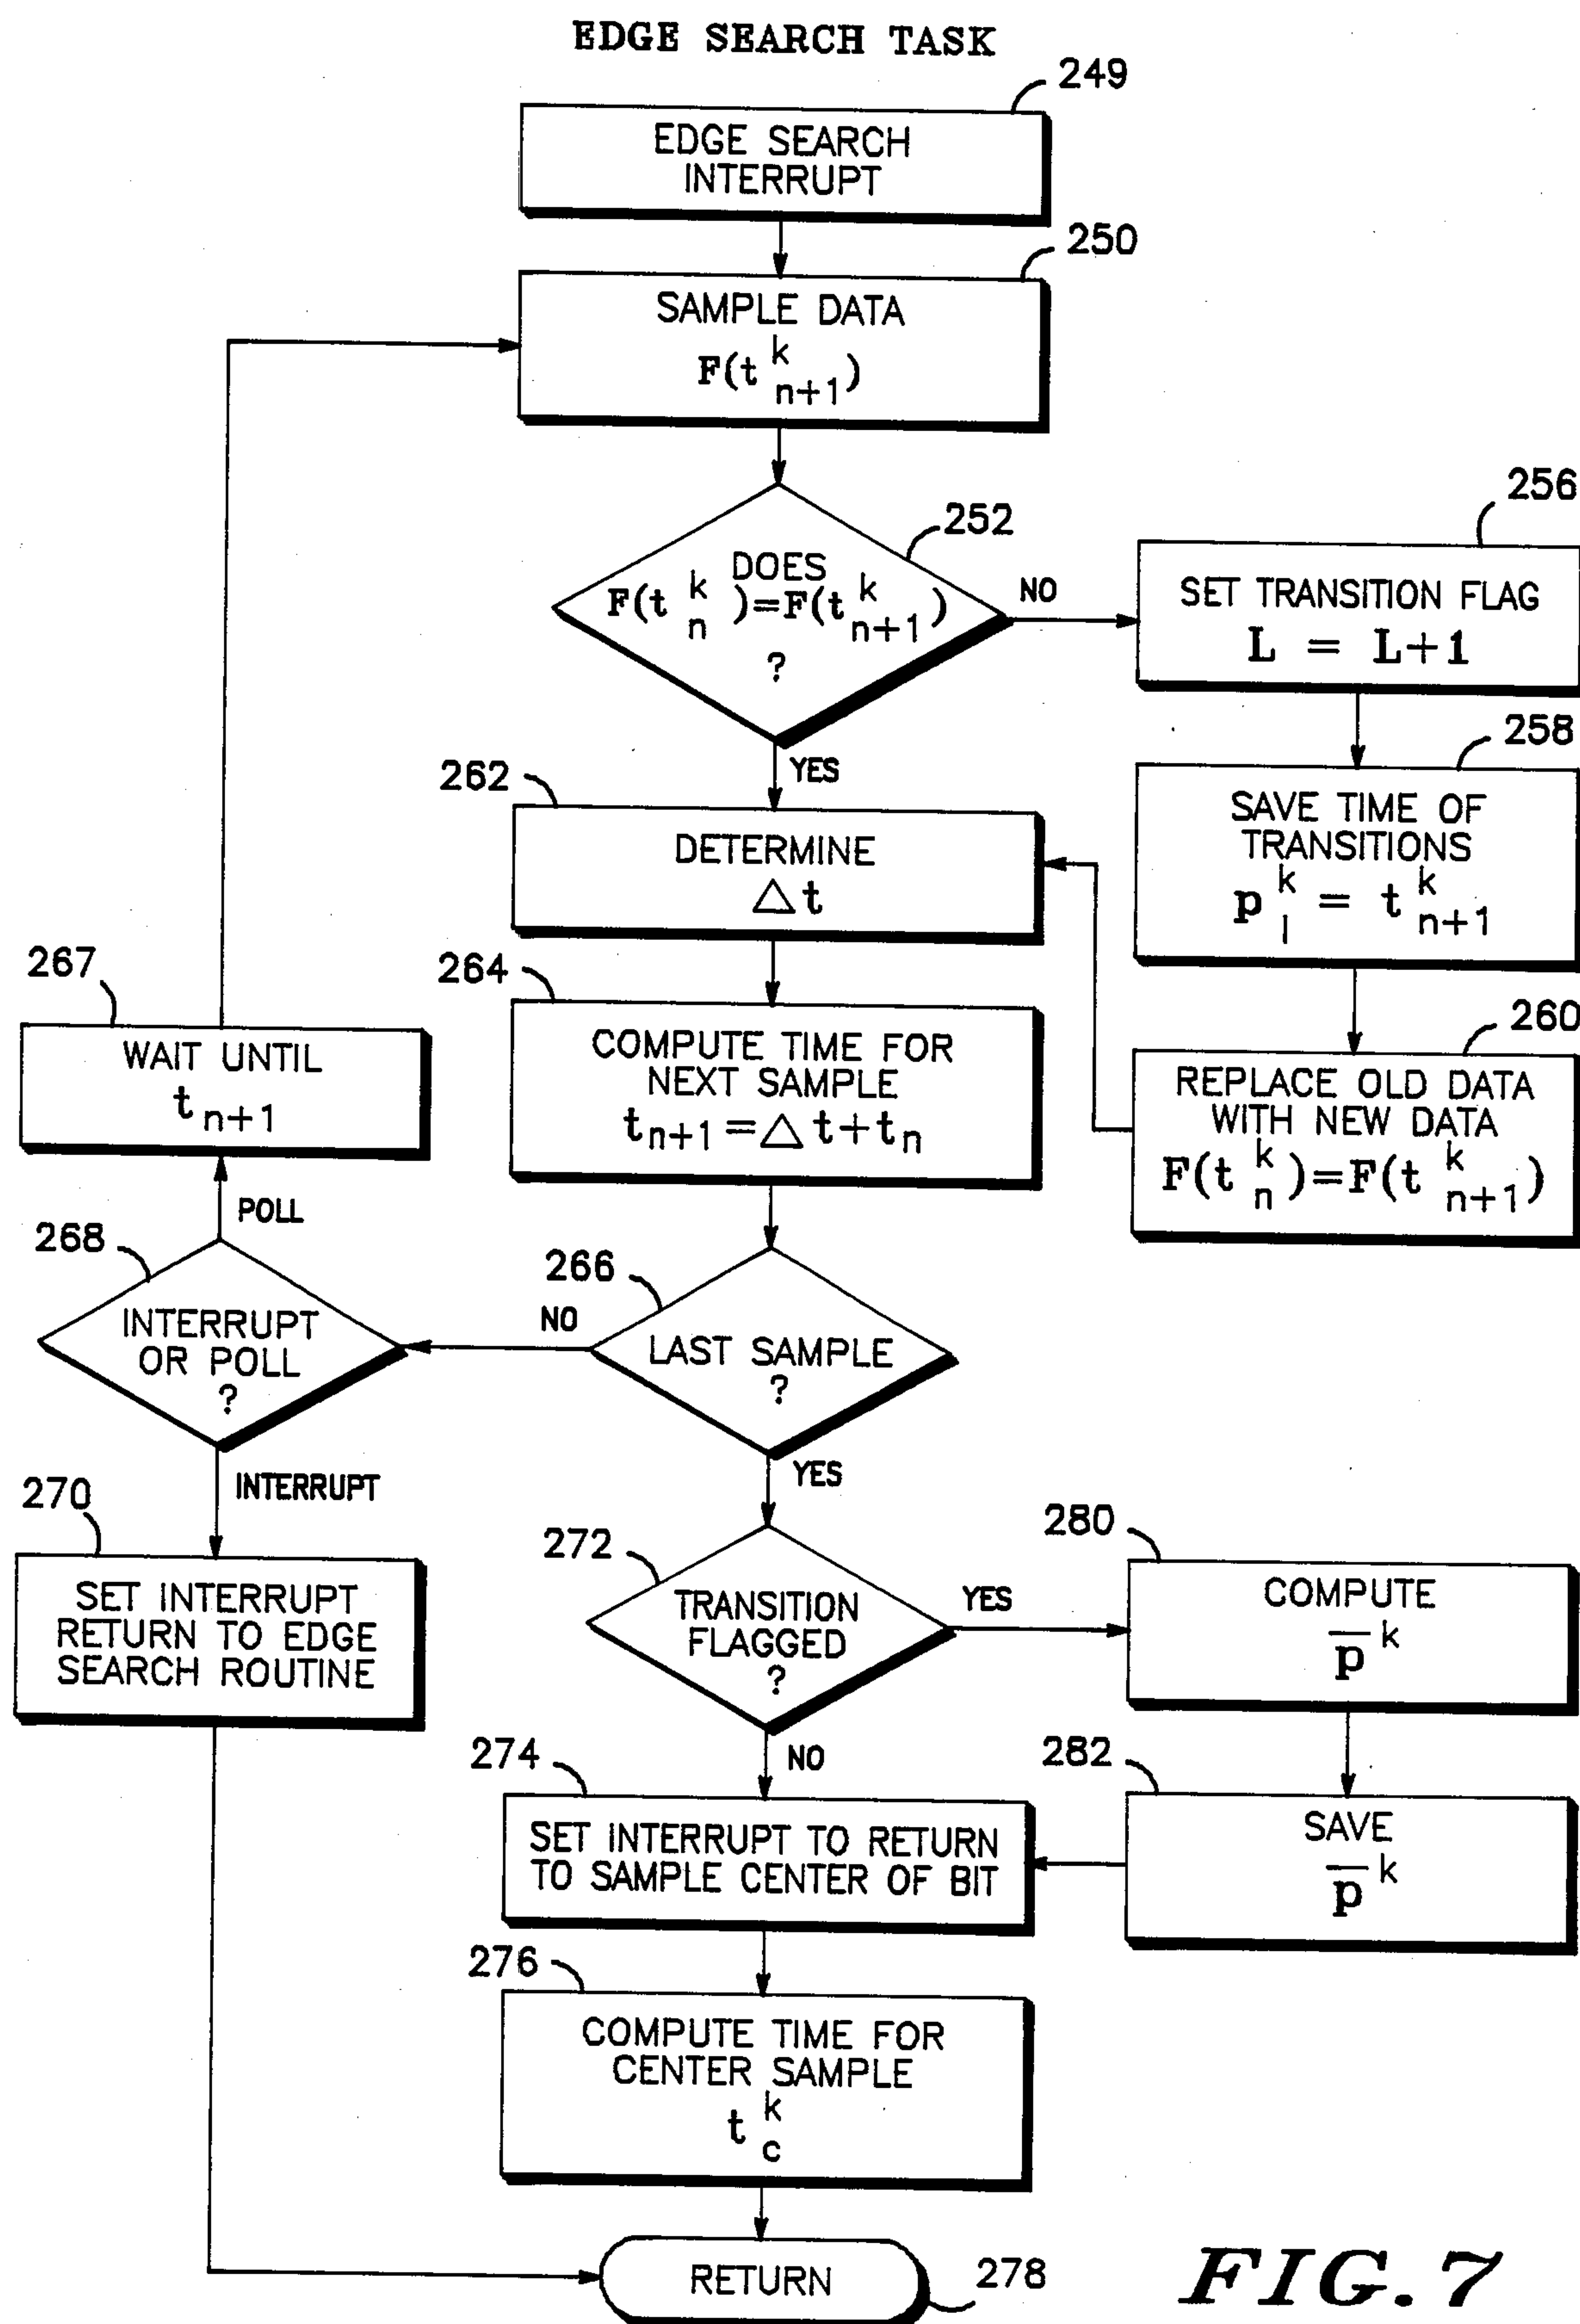 EDGE SEARCH TASK
249
EDGE SEARCH
INTERRUPT
250
SAMPLE DATA
F(t k n+1)
252
DOES
F(t k n)=F(t k n+1)
?
NO
YES
256
SET TRANSITION FLAG
L = L+1
258
SAVE TIME OF
TRANSITIONS
p k l = t k n+1
260
REPLACE OLD DATA
WITH NEW DATA
F(t k n)=F(t k n+1)
262
DETERMINE
△t
264
COMPUTE TIME FOR
NEXT SAMPLE
t n+1 = △t+t n
267
WAIT UNTIL
t n+1
POLL
268
INTERRUPT
OR POLL
?
INTERRUPT
266
NO
LAST SAMPLE
?
YES
270
SET INTERRUPT
RETURN TO EDGE
SEARCH ROUTINE
272
TRANSITION
FLAGGED
?
YES
NO
280
COMPUTE
p̅ k
282
SAVE
p̅ k
274
SET INTERRUPT TO RETURN
TO SAMPLE CENTER OF BIT
276
COMPUTE TIME FOR
CENTER SAMPLE
t k c
RETURN
278
FIG.7